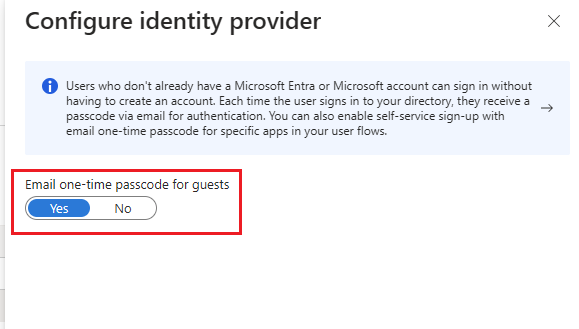 Configure identity provider
Users who don't already have a Microsoft Entra or Microsoft account can sign in without
having to create an account. Each time the user signs in to your directory, they receive a
passcode via email for authentication. You can also enable self-service sign-up with
email one-time passcode for specific apps in your user flows.
Email one-time passcode for guests
Yes No